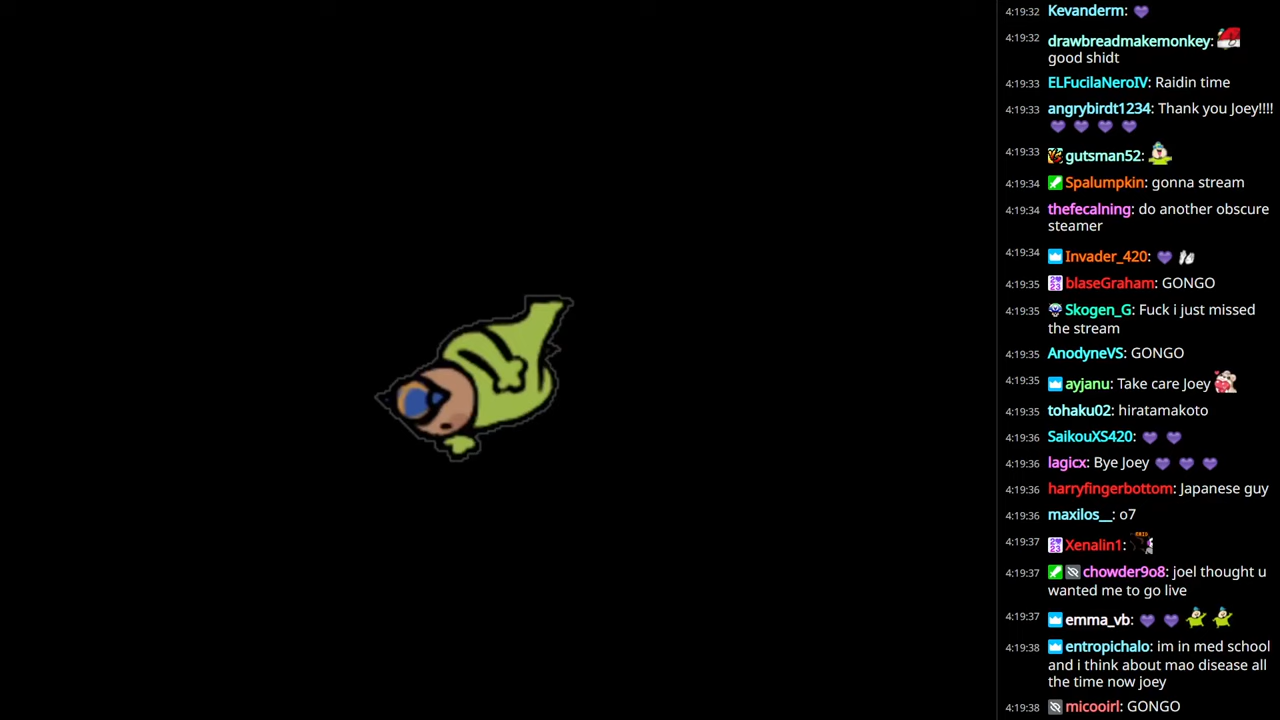 4:19:32 Kevanderm:
4:19:32 drawbreadmakemonkey:
good shidt
4:19:33 ELFucilaNeroIV: Raidin time
4:19:33 angrybirdt1234: Thank you Joey!!!!
4:19:33 gutsman52:
4:19:34 Spalumpkin: gonna stream
4:19:34 thefecalning: do another obscure
steamer
4:19:34 Invader_420:
4:19:35 blaseGraham: GONGO
4:19:35 Skogen_G: Fuck i just missed
the stream
4:19:35 AnodyneVS: GONGO
4:19:35 ayjanu: Take care Joey
4:19:35 tohaku02: hiratamakoto
4:19:36 SaikouXS420:
4:19:36 lagicx: Bye Joey
4:19:36 harryfingerbottom: Japanese guy
4:19:36 maxilos__: o7
4:19:37 Xenalin1:
4:19:37 chowder9o8: joel thought u
wanted me to go live
4:19:37 emma_vb:
4:19:38 entropichalo: im in med school
and i think about mao disease all
the time now joey
4:19:38 micooirl: GONGO